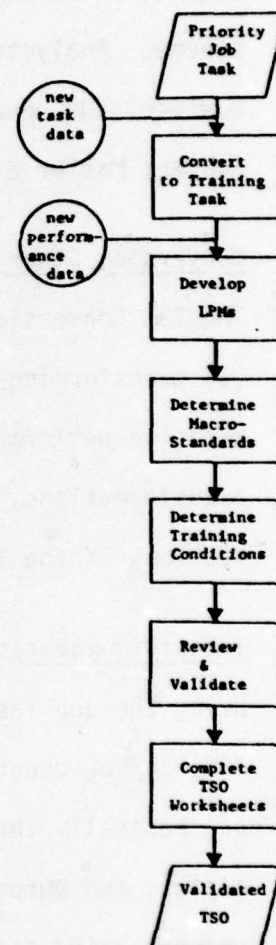 Priority
Job
Task
new
task
data
Convert
to Training
Task
new
perform-
ance
data
Develop
LPMs
Determine
Macro-
Standards
Determine
Training
Conditions
Review
&
Validate
Complete
TSO
Worksheets
Validated
TSO